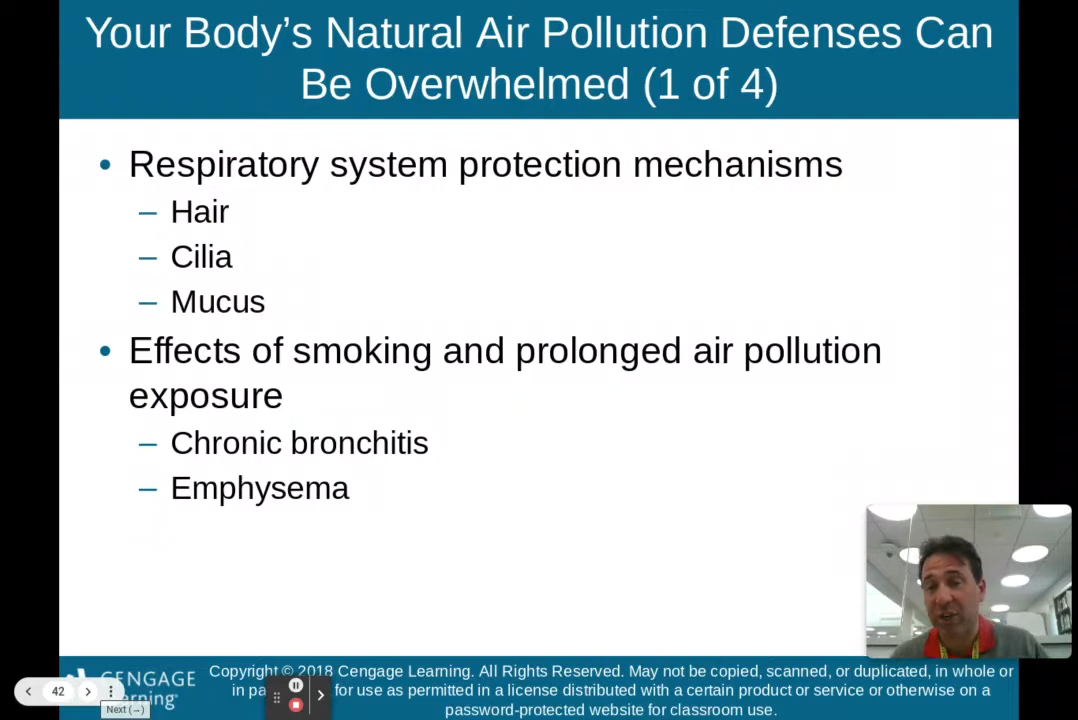 Your Body's Natural Air Pollution Defenses Can
Be Overwhelmed (1 of 4)
• Respiratory system protection mechanisms
– Hair
– Cilia
– Mucus
• Effects of smoking and prolonged air pollution
exposure
– Chronic bronchitis
– Emphysema
CENGAGE
Copyright © 2018 Cengage Learning. All Rights Reserved. May not be copied, scanned, or duplicated, in whole or
in for use as permitted in a license distributed with a certain product or service or otherwise on a
password-protected website for classroom use.
42
Next (→)